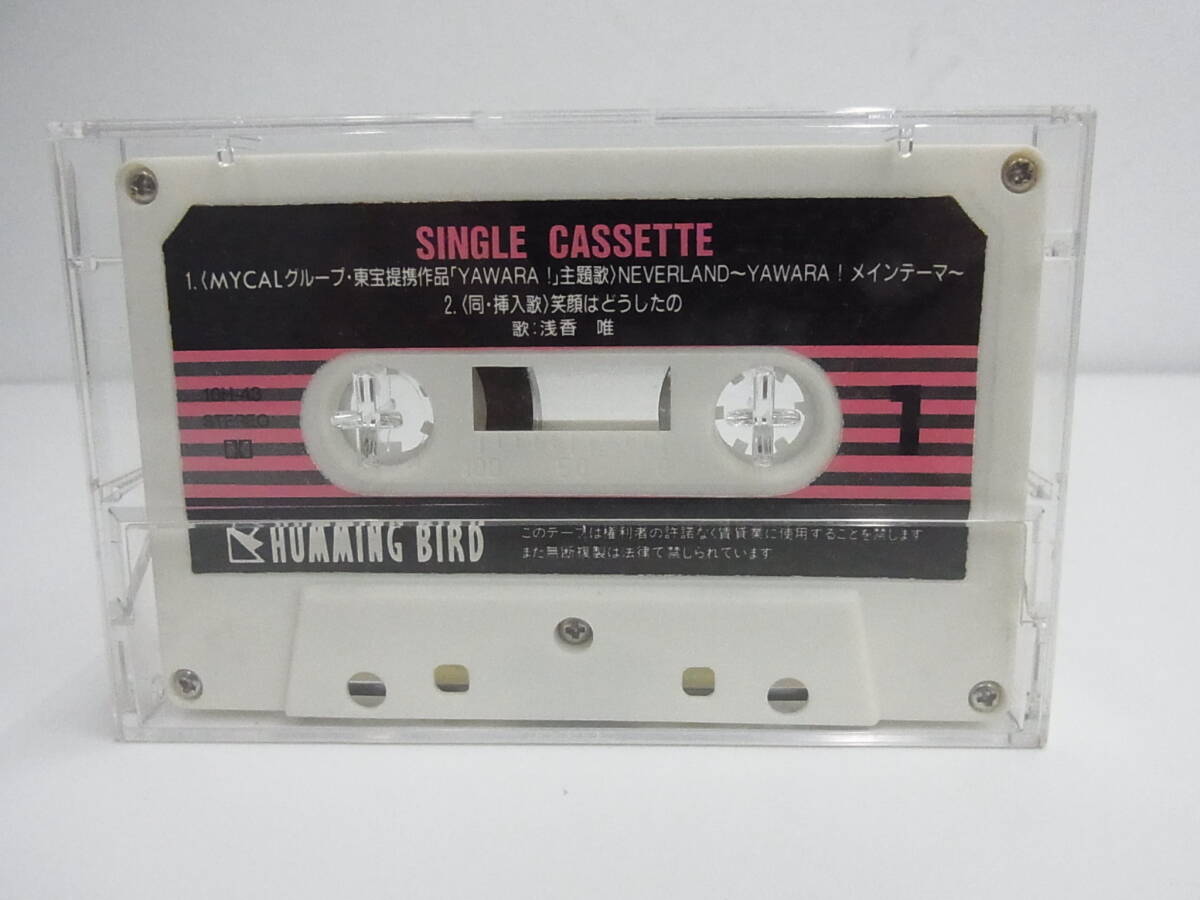 SINGLE CASSETTE
1.〈MYCALグループ・東宝提携作品「YAWARA！」主題歌〉NEVERLAND～YAWARA！メインテーマ～
2.〈同・挿入歌〉笑顔はどうしたの
歌：浅香 唯
10H-43
STEREO
1
100 50 0
HUMMING BIRD
このテープは権利者の許諾なく賃貸業に使用することを禁じます
また無断複製は法律で禁じられています